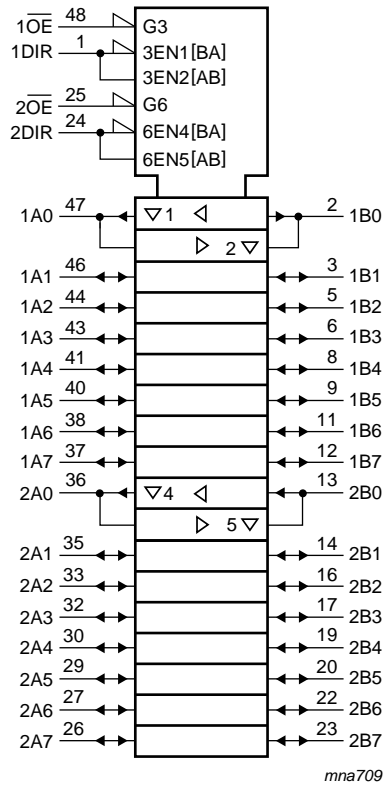 1OE 48 G3
1DIR 1 3EN1[BA]
3EN2[AB]
2OE 25 G6
2DIR 24 6EN4[BA]
6EN5[AB]
1A0 47 1 2 1B0
2
1A1 46 3 1B1
1A2 44 5 1B2
1A3 43 6 1B3
1A4 41 8 1B4
1A5 40 9 1B5
1A6 38 11 1B6
1A7 37 12 1B7
2A0 36 4 13 2B0
5
2A1 35 14 2B1
2A2 33 16 2B2
2A3 32 17 2B3
2A4 30 19 2B4
2A5 29 20 2B5
2A6 27 22 2B6
2A7 26 23 2B7
mna709